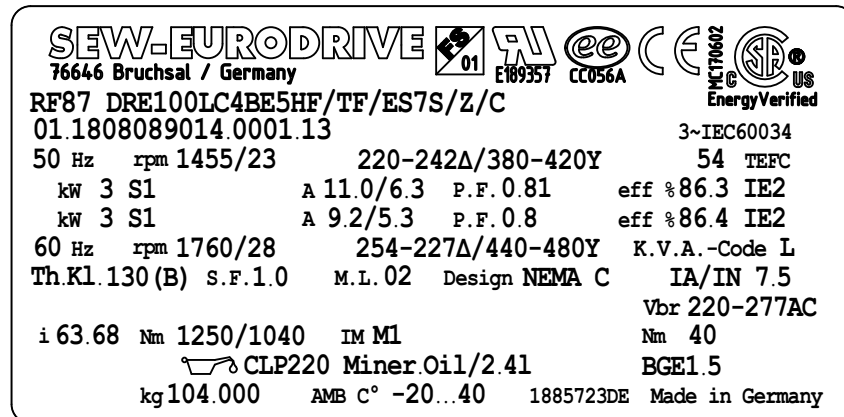 SEW-EURODRIVE FS 01 RU ee CE SA ®
76646 Bruchsal / Germany E189357 CC056A MC170602 C US
RF87 DRE100LC4BE5HF/TF/ES7S/Z/C EnergyVerified
01.1808089014.0001.13 3~IEC60034
50 Hz rpm 1455/23 220-242Δ/380-420Y 54 TEFC
kW 3 S1 A 11.0/6.3 P.F. 0.81 eff % 86.3 IE2
kW 3 S1 A 9.2/5.3 P.F. 0.8 eff % 86.4 IE2
60 Hz rpm 1760/28 254-227Δ/440-480Y K.V.A.-Code L
Th.Kl. 130 (B) S.F. 1.0 M.L. 02 Design NEMA C IA/IN 7.5
Vbr 220-277AC
i 63.68 Nm 1250/1040 IM M1 Nm 40
CLP220 Miner.Oil/2.4l BGE1.5
kg 104.000 AMB C° -20...40 1885723DE Made in Germany